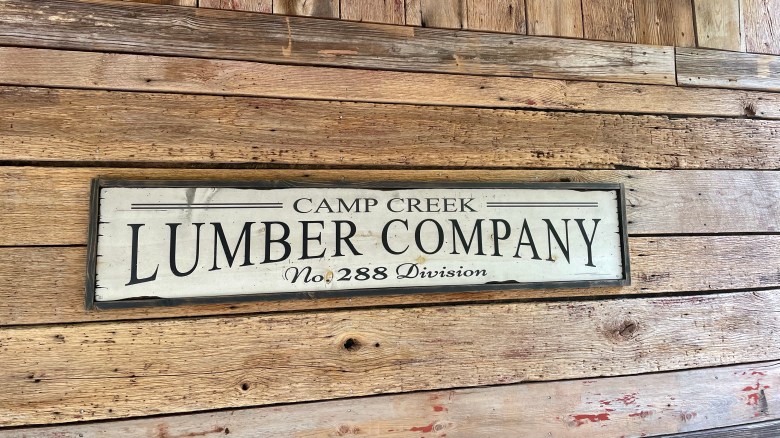 CAMP CREEK
LUMBER COMPANY
No. 288 Division